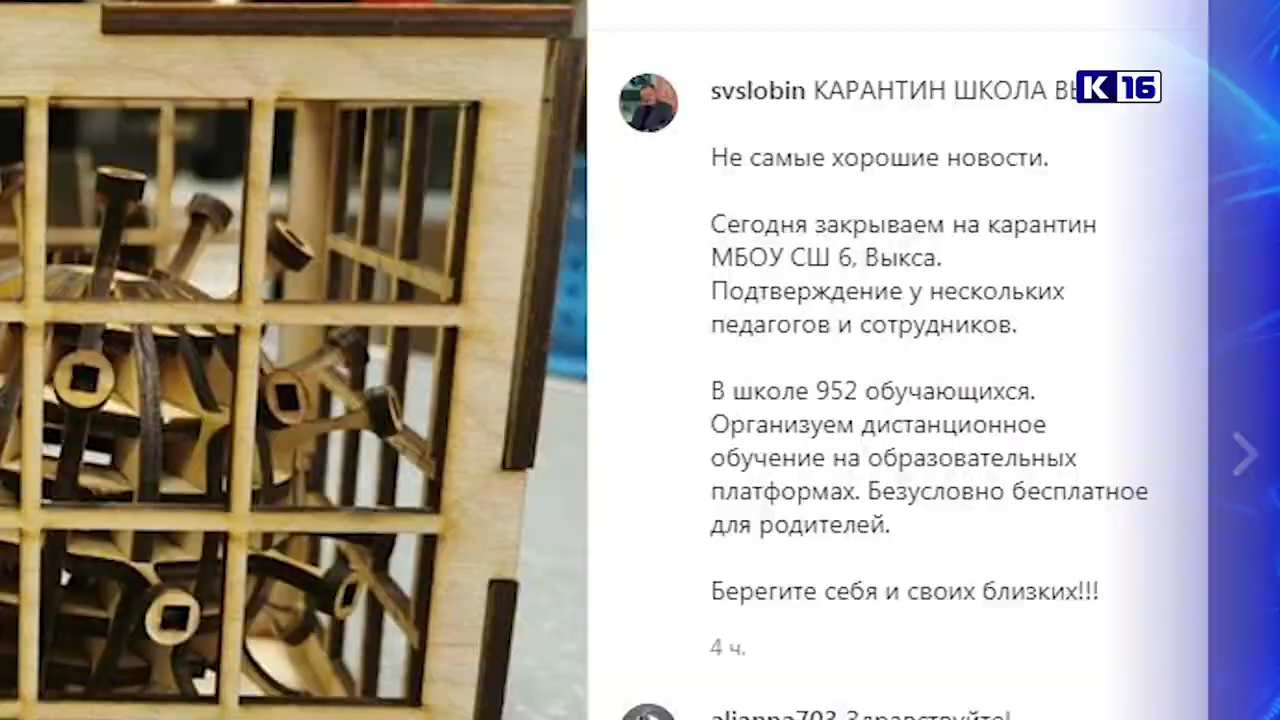 svslobin КАРАНТИН ШКОЛА
К 16
Не самые хорошие новости.
Сегодня закрываем на карантин
МБОУ СШ 6, Выкса.
Подтверждение у нескольких
педагогов и сотрудников.
В школе 952 обучающихся.
Организуем дистанционное
обучение на образовательных
платформах. Безусловно бесплатное
для родителей.
Берегите себя и своих близких!!!
4 ч.
alianna703 Здравствуйте!